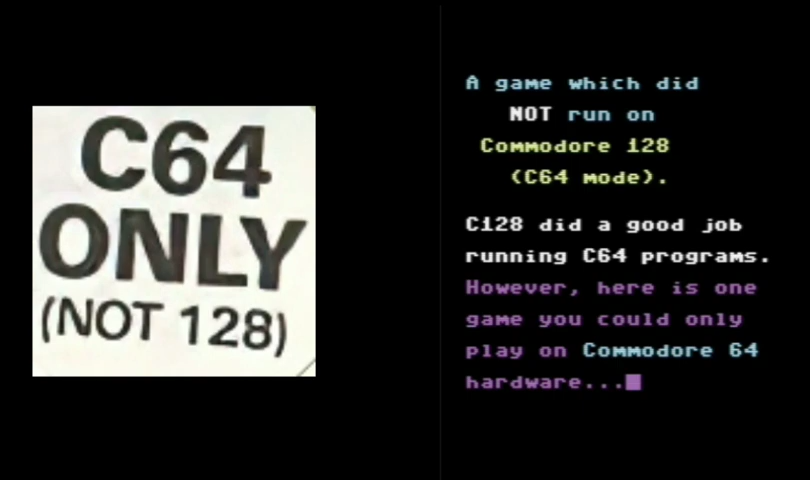 C64
ONLY
(NOT 128)
A game which did
NOT run on
Commodore 128
(C64 mode).
C128 did a good job
running C64 programs.
However, here is one
game you could only
play on Commodore 64
hardware...